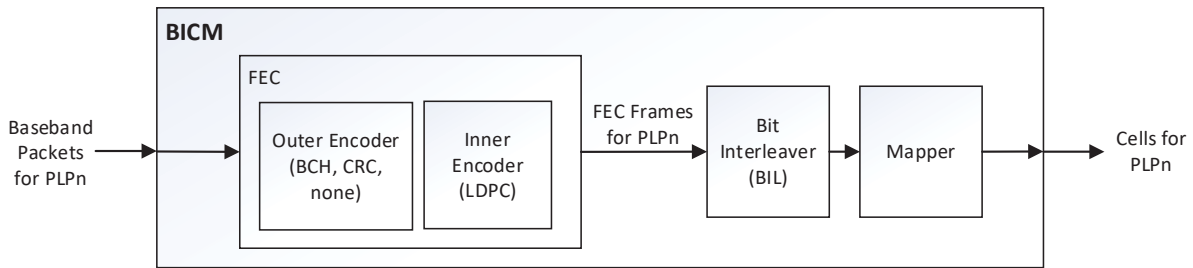 BICM
FEC
Baseband
Packets
for PLPn
Outer Encoder
(BCH, CRC,
none)
Inner
Encoder
(LDPC)
FEC Frames
for PLPn
Bit
Interleaver
(BIL)
Mapper
Cells for
PLPn